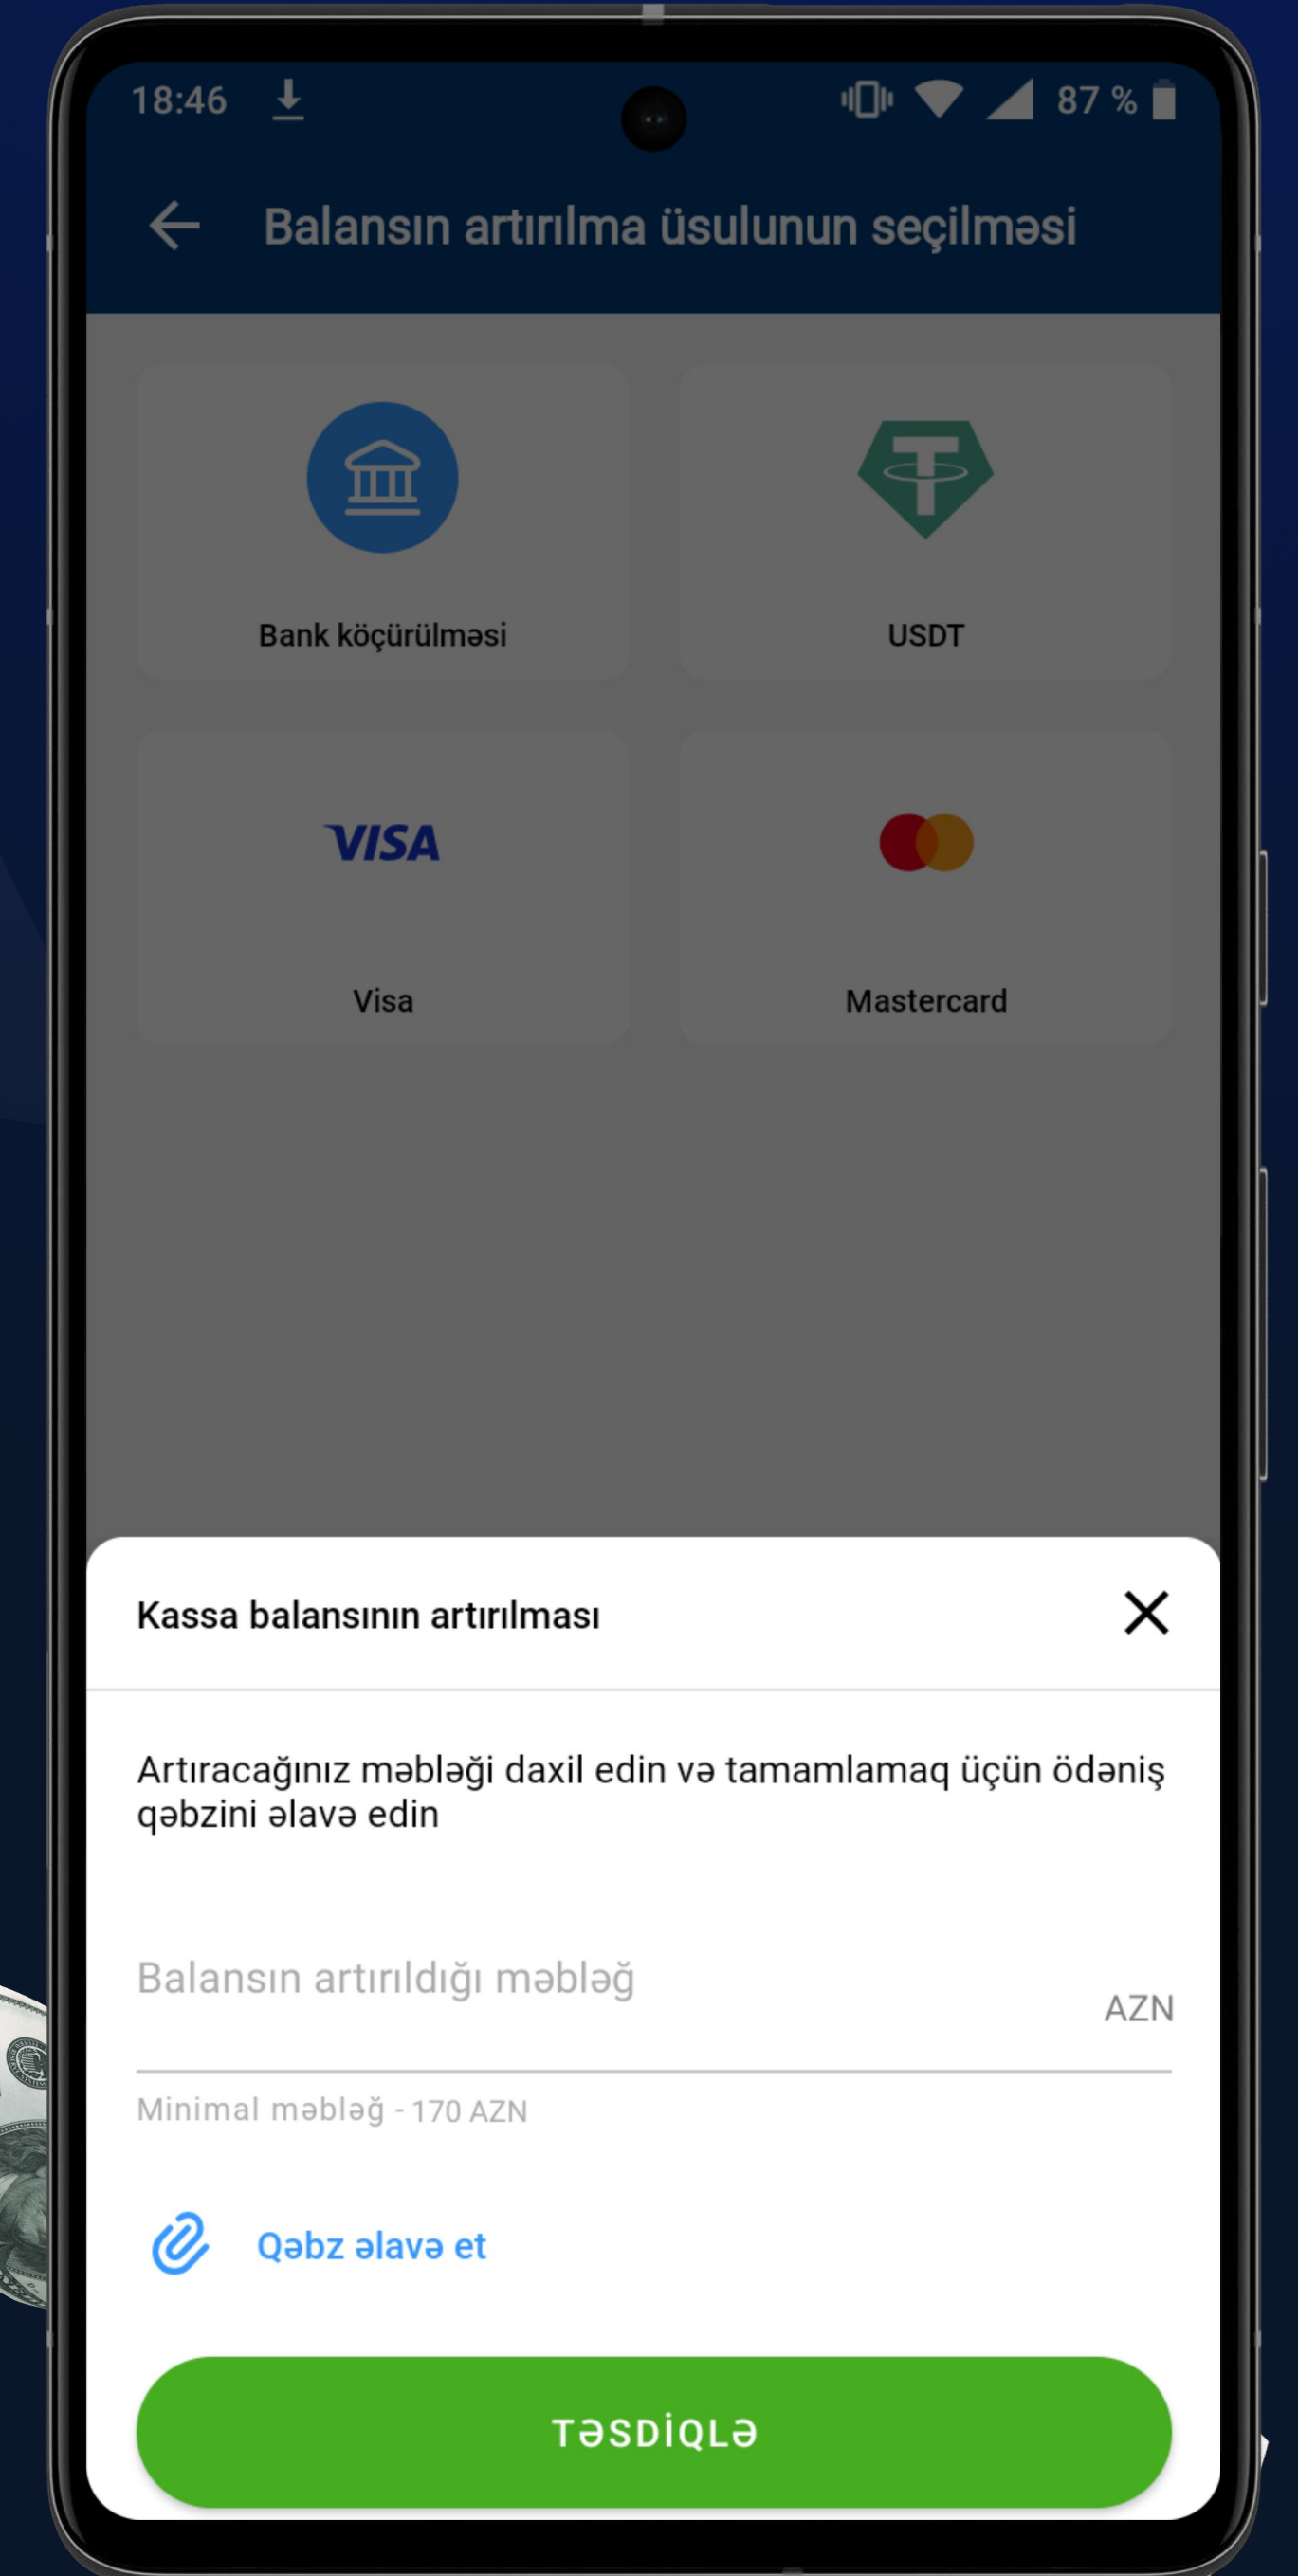 18:46
87 %
Balansın artırılma üsulunun seçilməsi
Bank köçürülməsi
USDT
VISA
Visa
Mastercard
Kassa balansının artırılması
Artıracağınız məbləği daxil edin və tamamlamaq üçün ödəniş
qəbzini əlavə edin
Balansın artırıldığı məbləğ
AZN
Minimal məbləğ - 170 AZN
Qəbz əlavə et
TƏSDİQLƏ